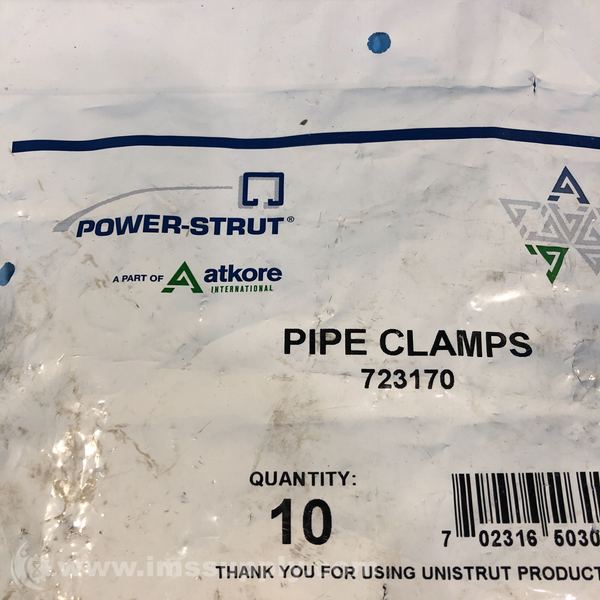 POWER-STRUT®
A PART OF atkore
INTERNATIONAL
PIPE CLAMPS
723170
QUANTITY:
10
7 02316 5030
THANK YOU FOR USING UNISTRUT PRODUCT